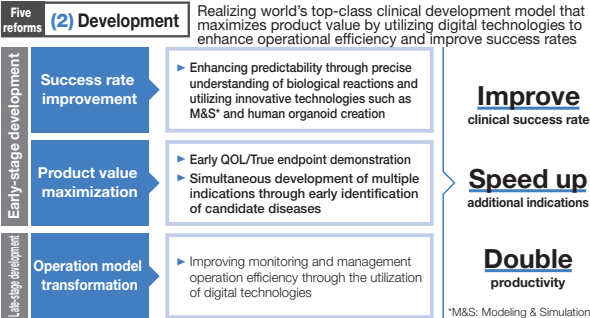 Five
reforms
(2) Development
Realizing world's top-class clinical development model that
maximizes product value by utilizing digital technologies to
enhance operational efficiency and improve success rates
Early-stage development
Success rate
improvement
► Enhancing predictability through precise
understanding of biological reactions and
utilizing innovative technologies such as
M&S* and human organoid creation
Product value
maximization
► Early QOL/True endpoint demonstration
► Simultaneous development of multiple
indications through early identification
of candidate diseases
Late-stage development
Operation model
transformation
► Improving monitoring and management
operation efficiency through the utilization
of digital technologies
Improve
clinical success rate
Speed up
additional indications
Double
productivity
*M&S: Modeling & Simulation